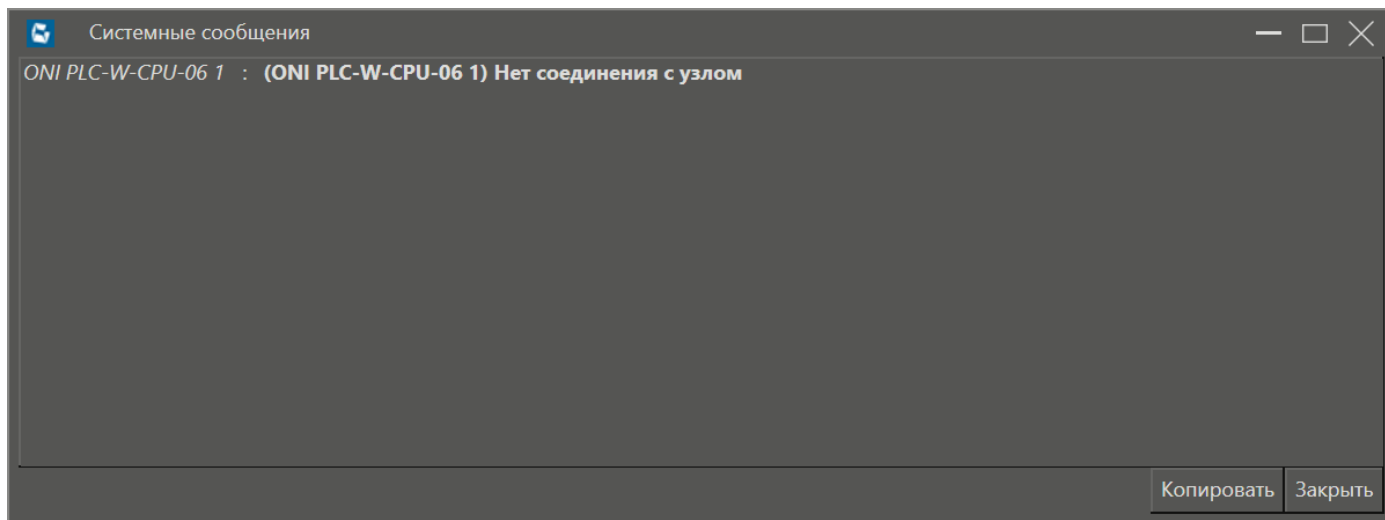 Системные сообщения
ONI PLC-W-CPU-06 1 : (ONI PLC-W-CPU-06 1) Нет соединения с узлом
Копировать Закрыть